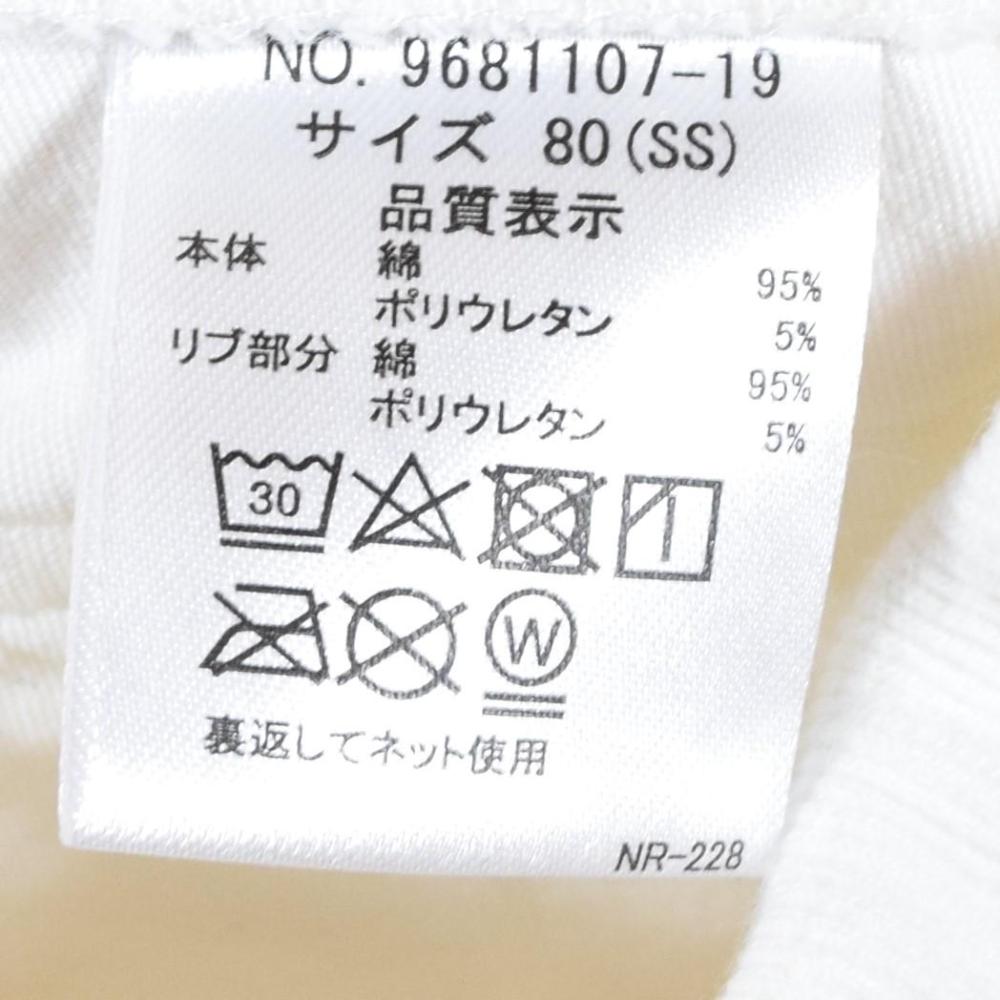 NO. 9681107-19
サイズ 80(SS)
品質表示
本体 綿 95%
ポリウレタン 5%
リブ部分 綿 95%
ポリウレタン 5%
30
W
裏返してネット使用
NR-228